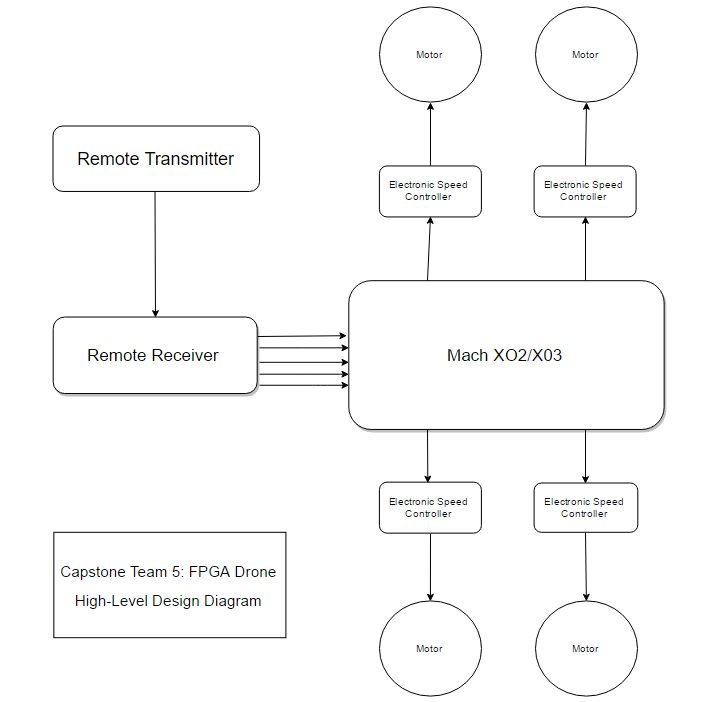 Motor
Motor
Remote Transmitter
Electronic Speed
Controller
Electronic Speed
Controller
Remote Receiver
Mach XO2/X03
Electronic Speed
Controller
Electronic Speed
Controller
Capstone Team 5: FPGA Drone
High-Level Design Diagram
Motor
Motor